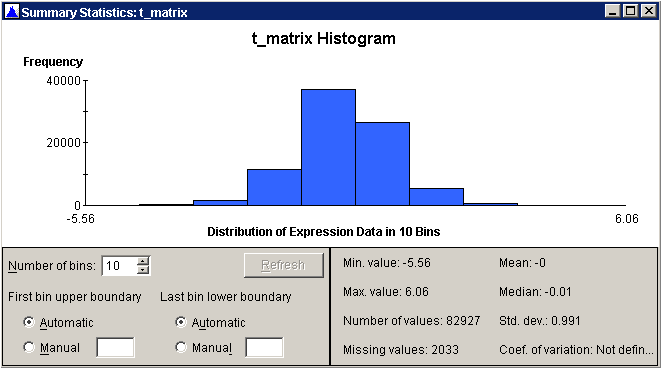 Summary Statistics: t_matrix
t_matrix Histogram
Frequency
40000
20000
0
-5.56
6.06
Distribution of Expression Data in 10 Bins
Number of bins: 10
Refresh
First bin upper boundary
Last bin lower boundary
Automatic
Automatic
Manual
Manual
Min. value: -5.56
Mean: -0
Max. value: 6.06
Median: -0.01
Number of values: 82927
Std. dev.: 0.991
Missing values: 2033
Coef. of variation: Not defin...